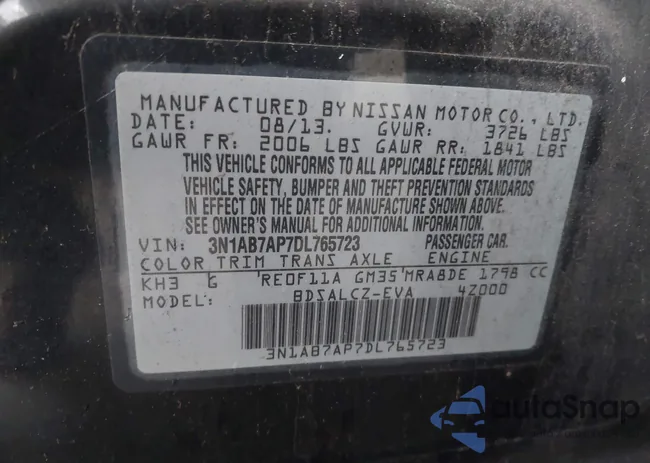 MANUFACTURED BY NISSAN MOTOR CO., LTD.
DATE: 08/13. GVWR: 3726 LBS
GAWR FR: 2006 LBS GAWR RR: 1841 LBS
THIS VEHICLE CONFORMS TO ALL APPLICABLE FEDERAL MOTOR
VEHICLE SAFETY, BUMPER AND THEFT PREVENTION STANDARDS
IN EFFECT ON THE DATE OF MANUFACTURE SHOWN ABOVE.
SEE OWNER'S MANUAL FOR ADDITIONAL INFORMATION.
VIN: 3N1AB7AP7DL765723 PASSENGER CAR.
COLOR TRIM TRANS AXLE ENGINE
KH3 G RE0F11A GM35 MRA8DE 1798 CC
MODEL: BDSALCZ-EVA 4Z000
3N1AB7AP7DL765723
autoSnap